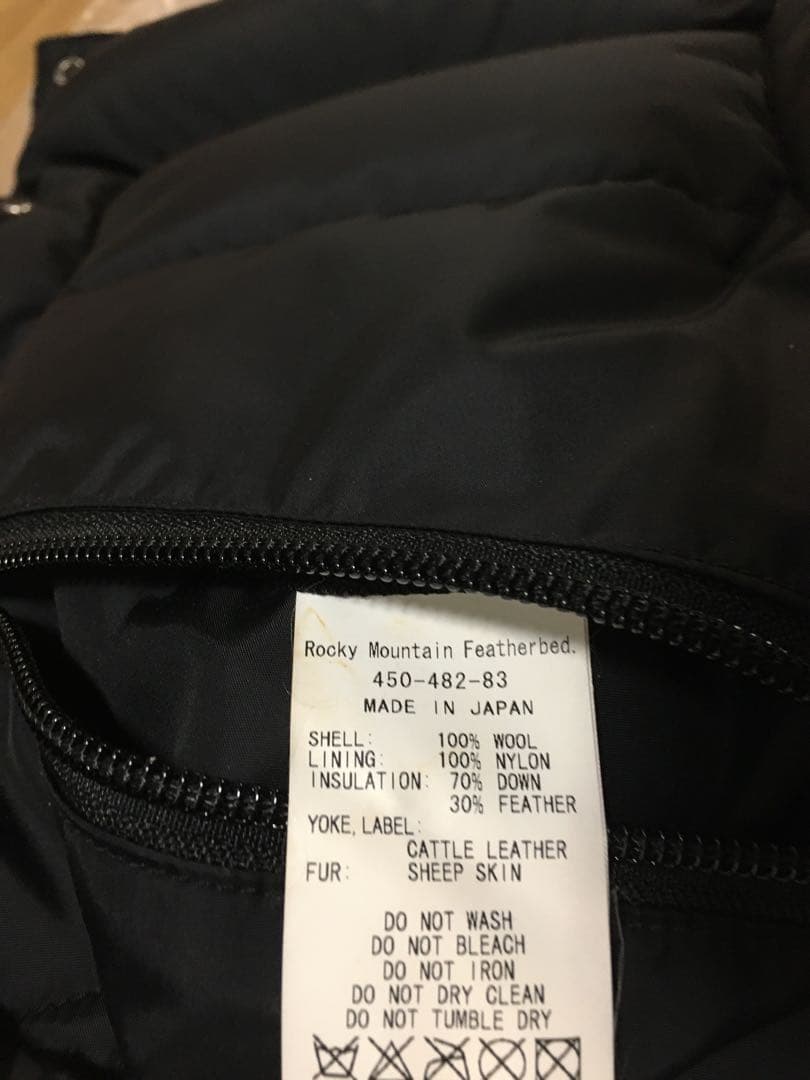 Rocky Mountain Featherbed.
450-482-83
MADE IN JAPAN
SHELL: 100% WOOL
LINING: 100% NYLON
INSULATION: 70% DOWN
30% FEATHER
YOKE, LABEL:
CATTLE LEATHER
FUR: SHEEP SKIN
DO NOT WASH
DO NOT BLEACH
DO NOT IRON
DO NOT DRY CLEAN
DO NOT TUMBLE DRY